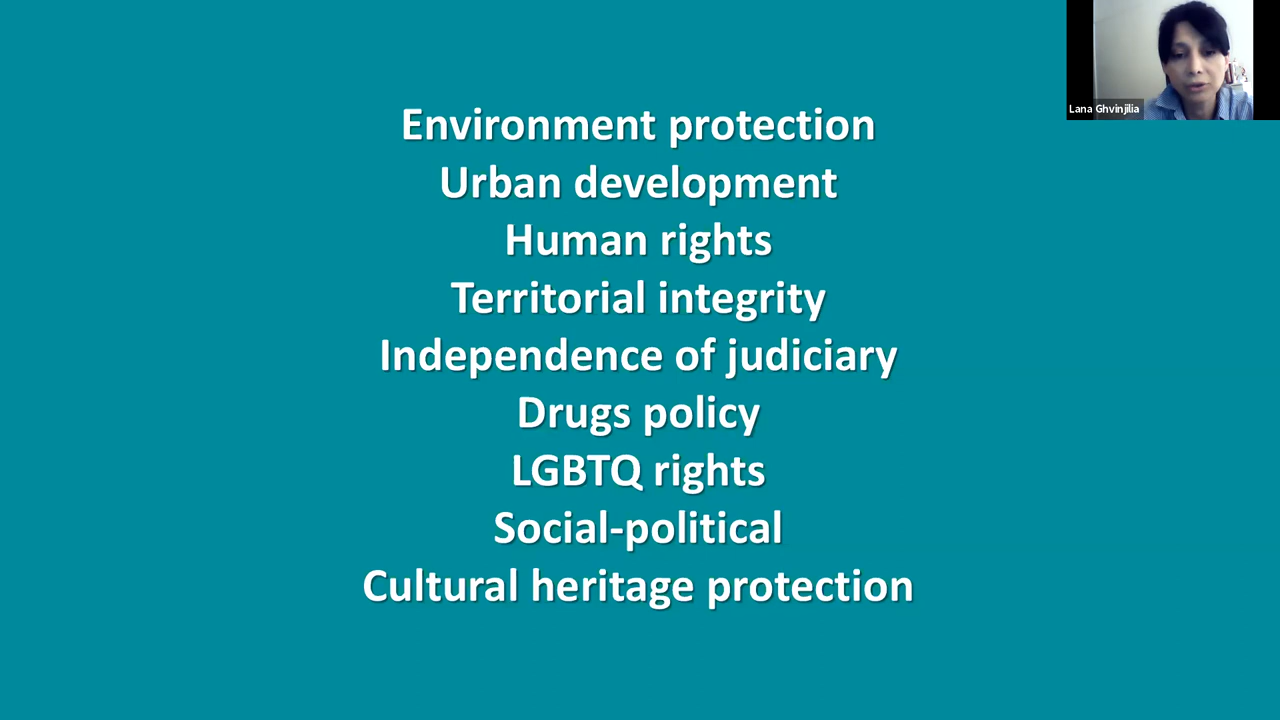 Environment protection
Urban development
Human rights
Territorial integrity
Independence of judiciary
Drugs policy
LGBTQ rights
Social-political
Cultural heritage protection
Lana Ghvinjilia